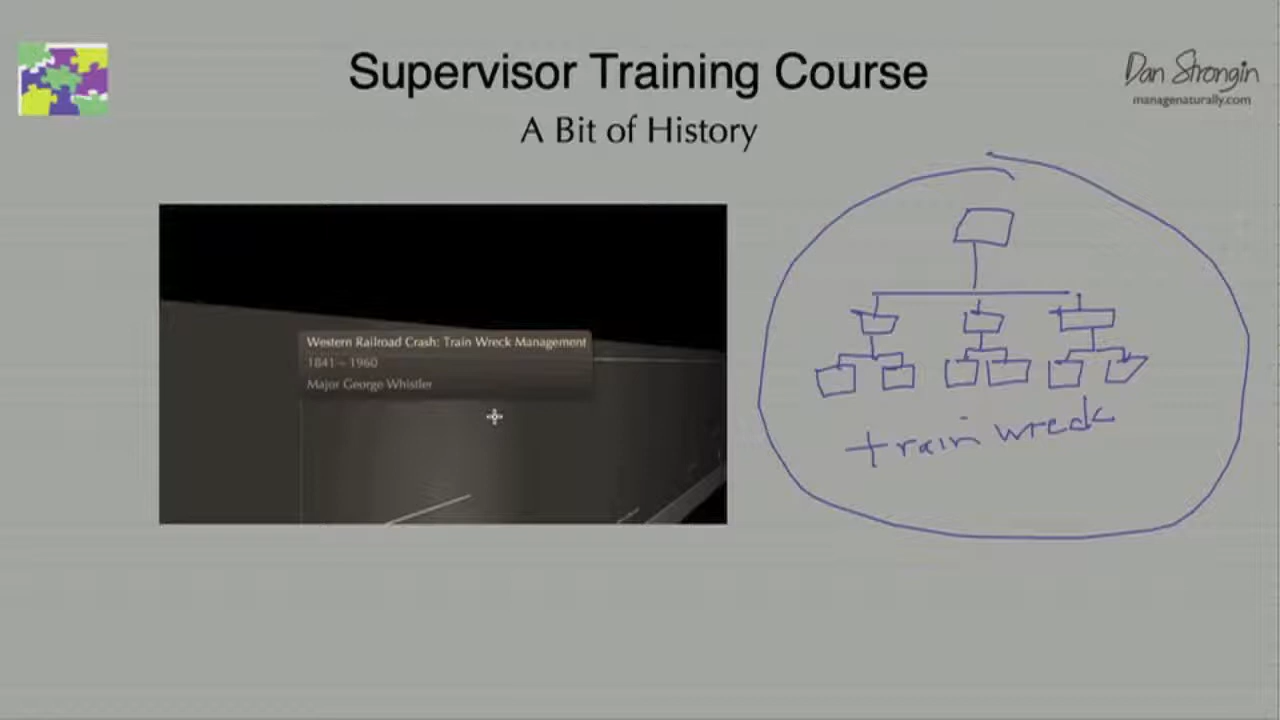 Supervisor Training Course
A Bit of History
Dan Strongin
managenaturally.com
Western Railroad Crash: Train Wreck Management
1841 – 1960
Major George Whistler
train wreck